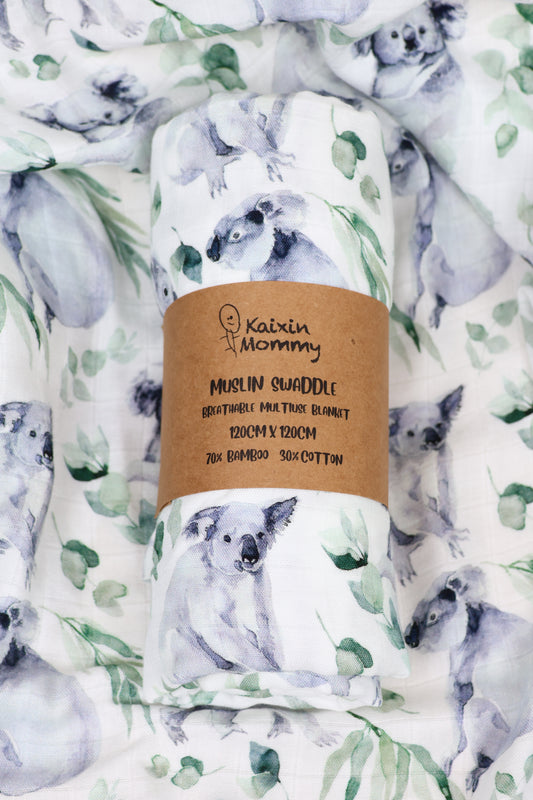 Kaixin
Mommy
MUSLIN SWADDLE
BREATHABLE MULTIUSE BLANKET
120CM X 120CM
70% BAMBOO 30% COTTON